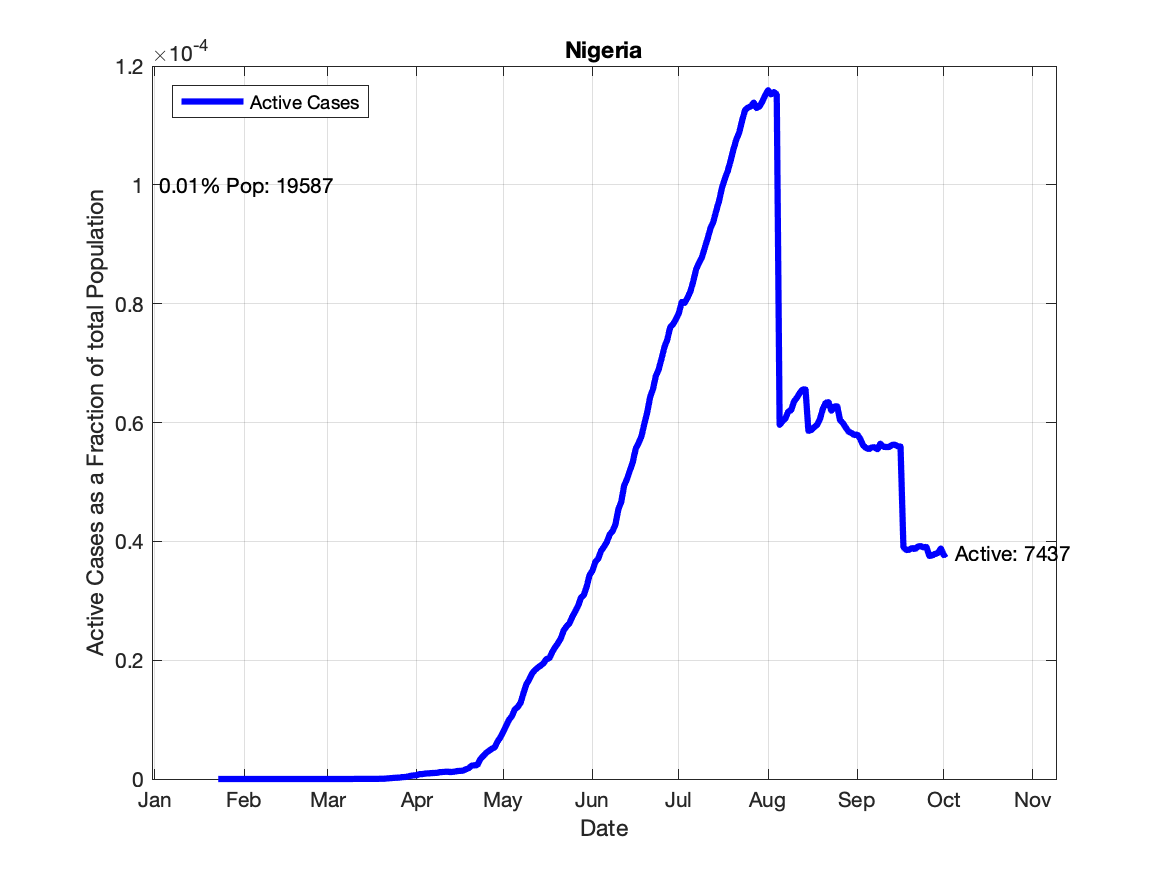 Nigeria
×10-4
1.2
1
0.8
0.6
0.4
0.2
0
Active Cases
0.01% Pop: 19587
Active: 7437
Active Cases as a Fraction of total Population
Jan Feb Mar Apr May Jun Jul Aug Sep Oct Nov
Date